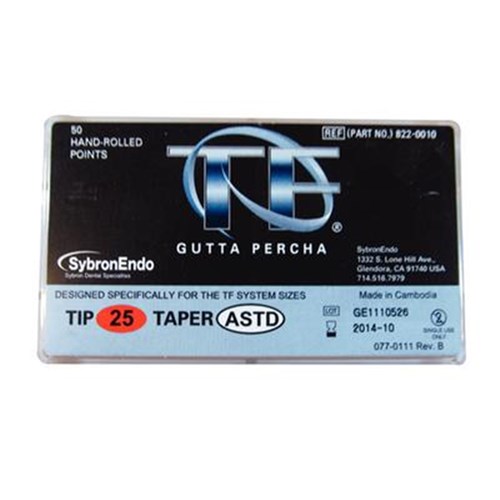 50
HAND-ROLLED
POINTS
REF (PART NO.) 822-0010
TF®
GUTTA PERCHA
SybronEndo
Sybron Dental Specialties
SybronEndo
1332 S. Lone Hill Ave.,
Glendora, CA 91740 USA
714.516.7979
DESIGNED SPECIFICALLY FOR THE TF SYSTEM SIZES
Made in Cambodia
TIP 25 TAPER ASTD
LOT GE1110526
2014-10
2
SINGLE USE
ONLY
077-0111 Rev. B